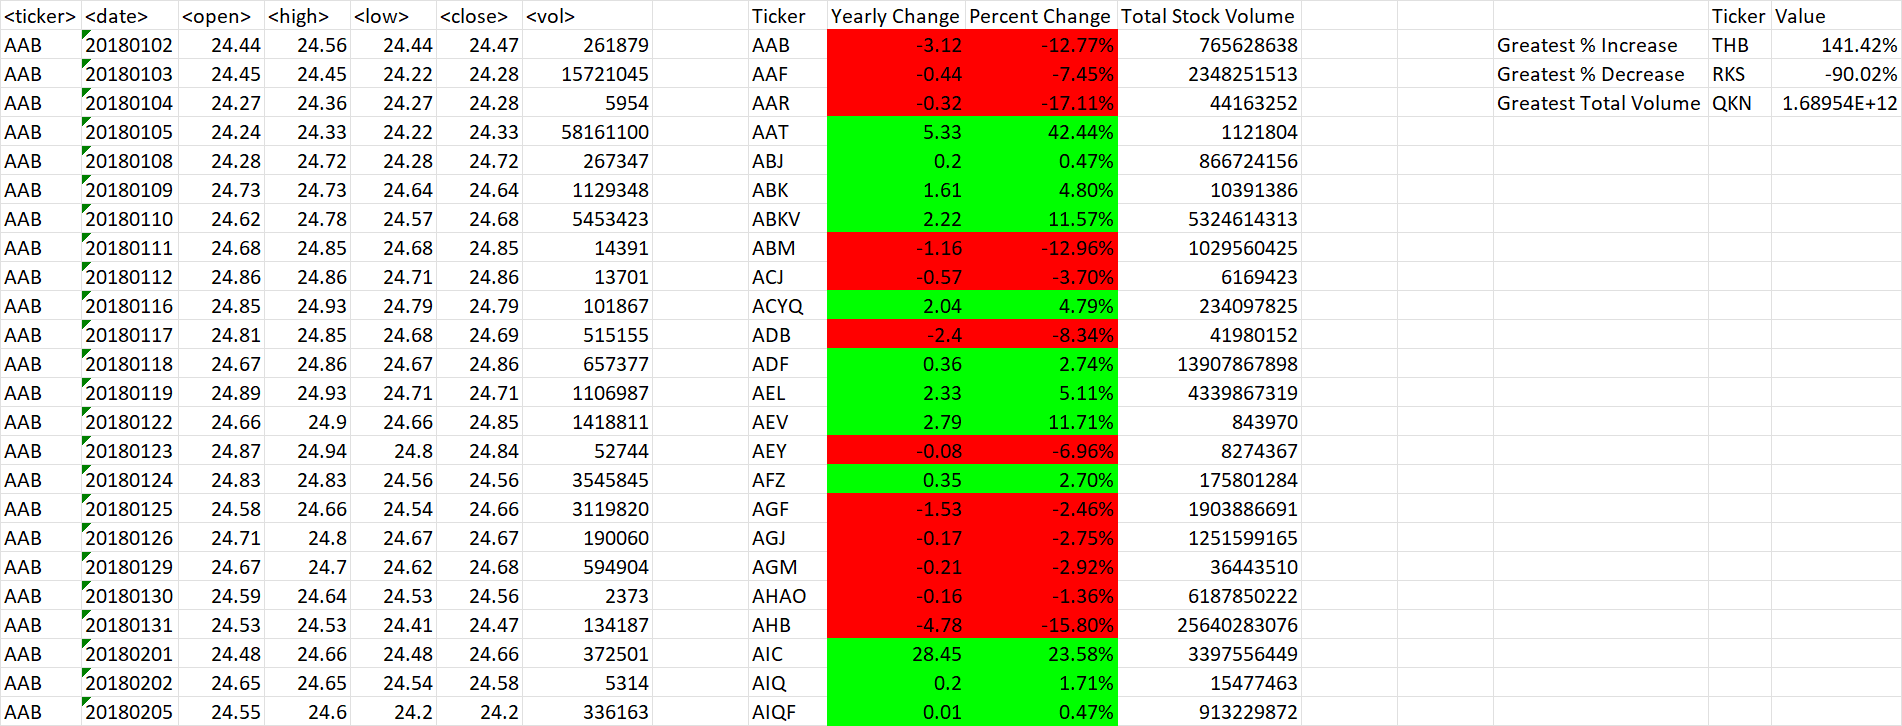 <ticker> <date> <open> <high> <low> <close> <vol> Ticker Yearly Change Percent Change Total Stock Volume Ticker Value
AAB 20180102 24.44 24.56 24.44 24.47 261879 AAB -3.12 -12.77% 765628638 Greatest % Increase THB 141.42%
AAB 20180103 24.45 24.45 24.22 24.28 15721045 AAF -0.44 -7.45% 2348251513 Greatest % Decrease RKS -90.02%
AAB 20180104 24.27 24.36 24.27 24.28 5954 AAR -0.32 -17.11% 44163252 Greatest Total Volume QKN 1.68954E+12
AAB 20180105 24.24 24.33 24.22 24.33 58161100 AAT 5.33 42.44% 1121804
AAB 20180108 24.28 24.72 24.28 24.72 267347 ABJ 0.2 0.47% 866724156
AAB 20180109 24.73 24.73 24.64 24.64 1129348 ABK 1.61 4.80% 10391386
AAB 20180110 24.62 24.78 24.57 24.68 5453423 ABKV 2.22 11.57% 5324614313
AAB 20180111 24.68 24.85 24.68 24.85 14391 ABM -1.16 -12.96% 1029560425
AAB 20180112 24.86 24.86 24.71 24.86 13701 ACJ -0.57 -3.70% 6169423
AAB 20180116 24.85 24.93 24.79 24.79 101867 ACYQ 2.04 4.79% 234097825
AAB 20180117 24.81 24.85 24.68 24.69 515155 ADB -2.4 -8.34% 41980152
AAB 20180118 24.67 24.86 24.67 24.86 657377 ADF 0.36 2.74% 13907867898
AAB 20180119 24.89 24.93 24.71 24.71 1106987 AEL 2.33 5.11% 4339867319
AAB 20180122 24.66 24.9 24.66 24.85 1418811 AEV 2.79 11.71% 843970
AAB 20180123 24.87 24.94 24.8 24.84 52744 AEY -0.08 -6.96% 8274367
AAB 20180124 24.83 24.83 24.56 24.56 3545845 AFZ 0.35 2.70% 175801284
AAB 20180125 24.58 24.66 24.54 24.66 3119820 AGF -1.53 -2.46% 1903886691
AAB 20180126 24.71 24.8 24.67 24.67 190060 AGJ -0.17 -2.75% 1251599165
AAB 20180129 24.67 24.7 24.62 24.68 594904 AGM -0.21 -2.92% 36443510
AAB 20180130 24.59 24.64 24.53 24.56 2373 AHAO -0.16 -1.36% 6187850222
AAB 20180131 24.53 24.53 24.41 24.47 134187 AHB -4.78 -15.80% 25640283076
AAB 20180201 24.48 24.66 24.48 24.66 372501 AIC 28.45 23.58% 3397556449
AAB 20180202 24.65 24.65 24.54 24.58 5314 AIQ 0.2 1.71% 15477463
AAB 20180205 24.55 24.6 24.2 24.2 336163 AIQF 0.01 0.47% 913229872